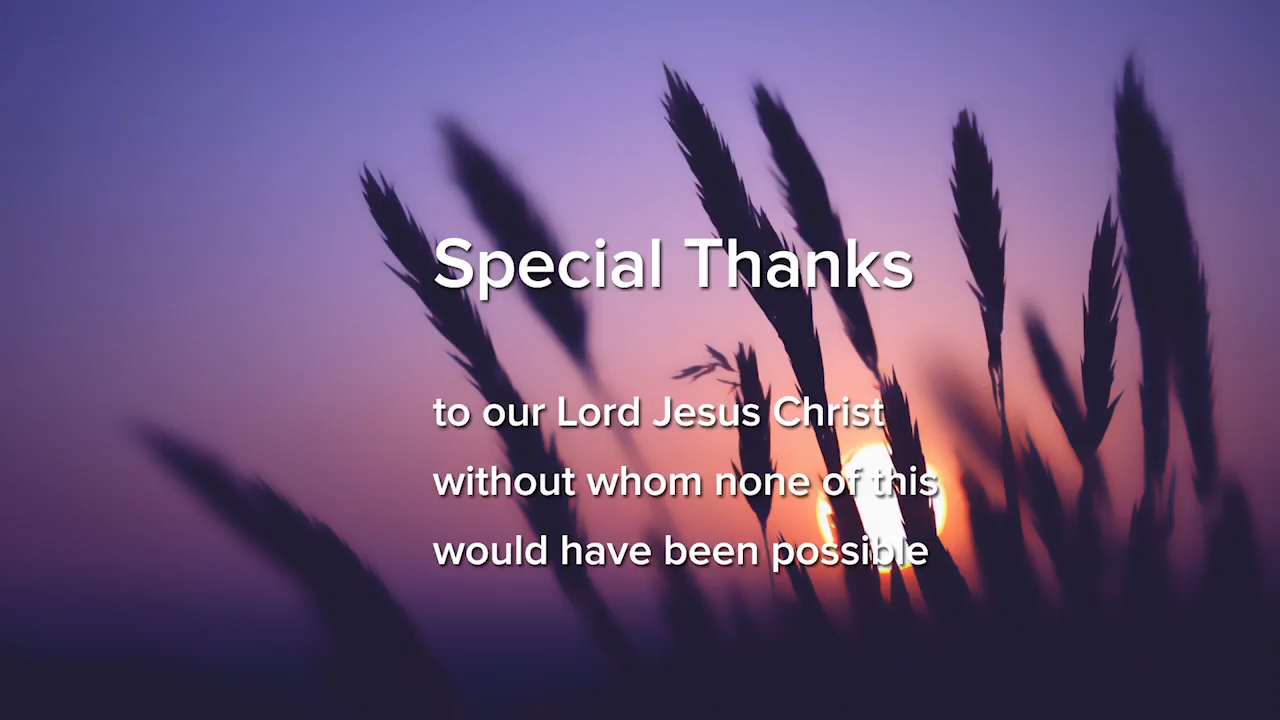 Special Thanks
to our Lord Jesus Christ
without whom none of this
would have been possible